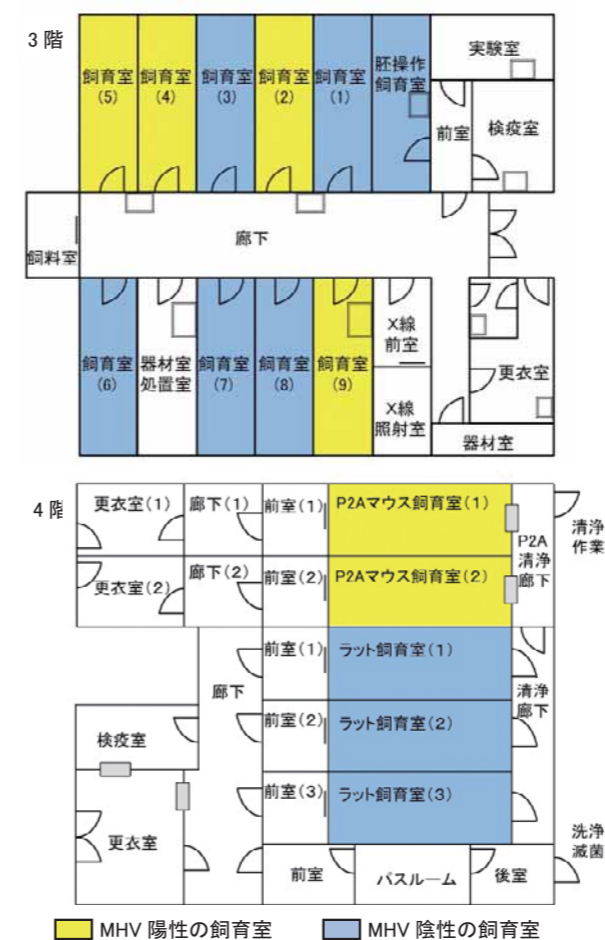 3階
飼育室
(5)
飼育室
(4)
飼育室
(3)
飼育室
(2)
飼育室
(1)
胚操作
飼育室
実験室
前室
検疫室
飼料室
廊下
飼育室
(6)
器材室
処置室
飼育室
(7)
飼育室
(8)
飼育室
(9)
X線
前室
X線
照射室
更衣室
器材室
4階
更衣室(1)
廊下(1)
前室(1)
P2Aマウス飼育室(1)
清浄
作業
P2A
清浄
廊下
更衣室(2)
廊下(2)
前室(2)
P2Aマウス飼育室(2)
廊下
前室(1)
ラット飼育室(1)
清浄
廊下
前室(2)
ラット飼育室(2)
検疫室
前室(3)
ラット飼育室(3)
更衣室
前室
パスルーム
後室
洗浄
滅菌
MHV 陽性の飼育室
MHV 陰性の飼育室